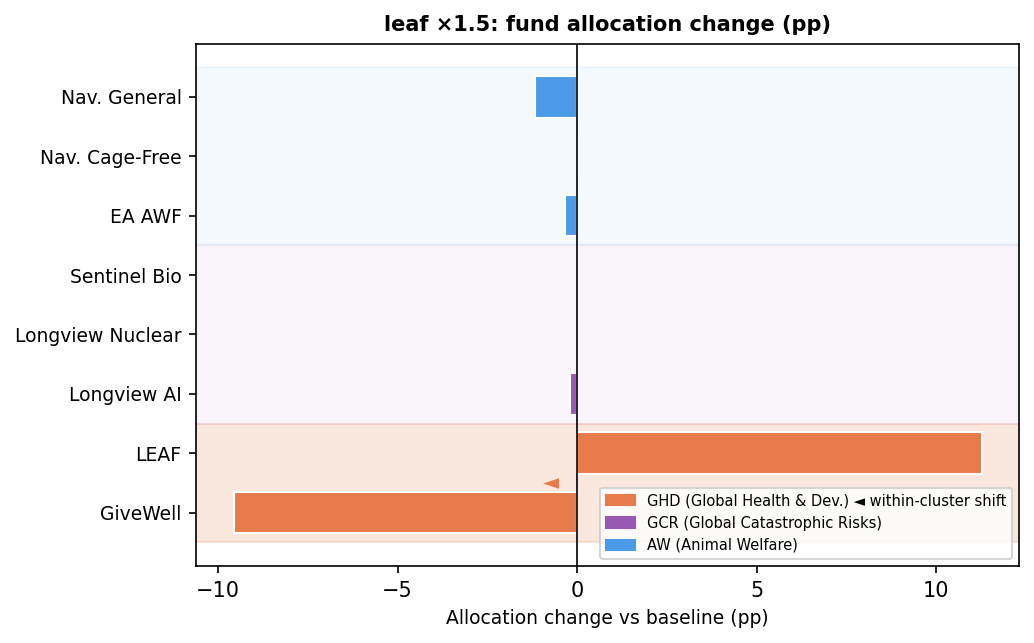 leaf ×1.5: fund allocation change (pp)
Nav. General
Nav. Cage-Free
EA AWF
Sentinel Bio
Longview Nuclear
Longview AI
LEAF
GiveWell
GHD (Global Health & Dev.) ◄ within-cluster shift
GCR (Global Catastrophic Risks)
AW (Animal Welfare)
−10 −5 0 5 10
Allocation change vs baseline (pp)